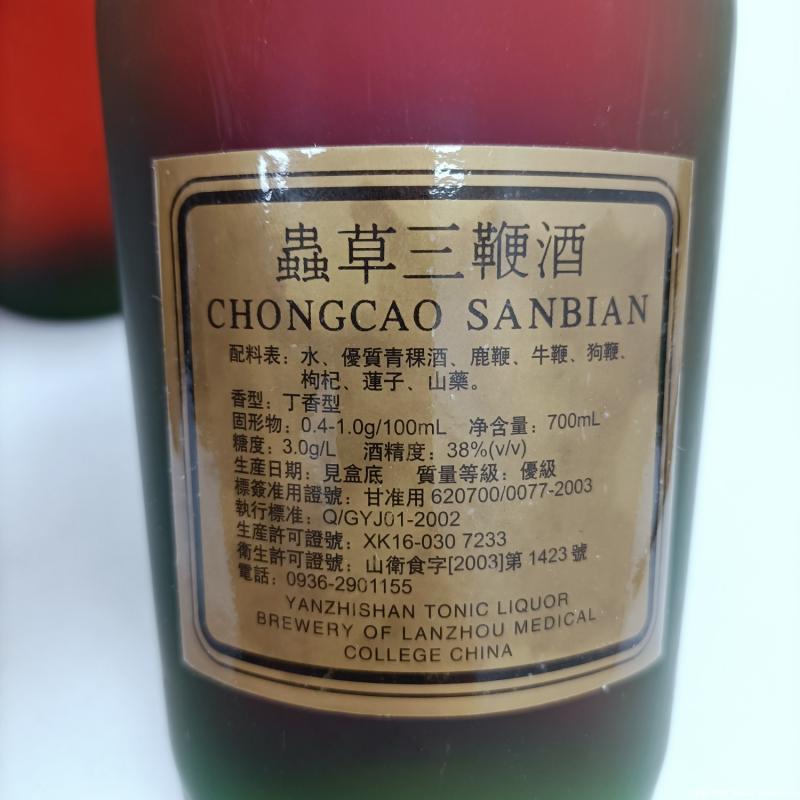 蟲草三鞭酒
CHONGCAO SANBIAN
配料表：水、優質青稞酒、鹿鞭、牛鞭、狗鞭、
枸杞、蓮子、山藥。
香型：丁香型
固形物：0.4-1.0g/100mL 净含量：700mL
糖度：3.0g/L 酒精度：38%(v/v)
生産日期：見盒底 質量等級：優級
標簽准用證號：甘准用 620700/0077-2003
執行標准：Q/GYJ01-2002
生産許可證號：XK16-030 7233
衛生許可證號：山衛食字[2003]第 1423 號
電話：0936-2901155
YANZHISHAN TONIC LIQUOR
BREWERY OF LANZHOU MEDICAL
COLLEGE CHINA